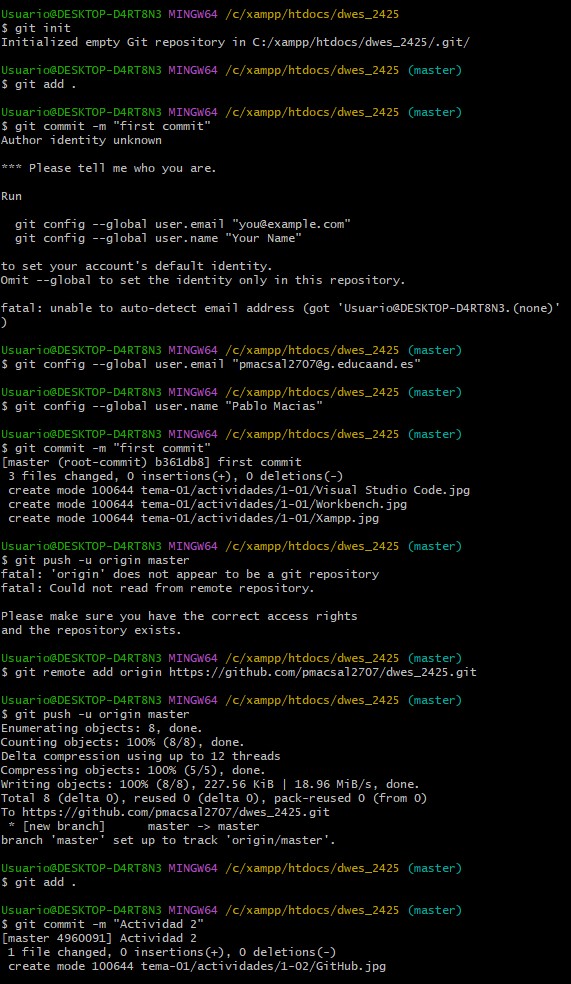 Usuario@DESKTOP-D4RT8N3 MINGW64 /c/xampp/htdocs/dwes_2425
$ git init
Initialized empty Git repository in C:/xampp/htdocs/dwes_2425/.git/
Usuario@DESKTOP-D4RT8N3 MINGW64 /c/xampp/htdocs/dwes_2425 (master)
$ git add .
Usuario@DESKTOP-D4RT8N3 MINGW64 /c/xampp/htdocs/dwes_2425 (master)
$ git commit -m "first commit"
Author identity unknown
*** Please tell me who you are.
Run
  git config --global user.email "you@example.com"
  git config --global user.name "Your Name"
to set your account's default identity.
Omit --global to set the identity only in this repository.
fatal: unable to auto-detect email address (got 'Usuario@DESKTOP-D4RT8N3.(none)'
)
Usuario@DESKTOP-D4RT8N3 MINGW64 /c/xampp/htdocs/dwes_2425 (master)
$ git config --global user.email "pmacsal2707@g.educaand.es"
Usuario@DESKTOP-D4RT8N3 MINGW64 /c/xampp/htdocs/dwes_2425 (master)
$ git config --global user.name "Pablo Macias"
Usuario@DESKTOP-D4RT8N3 MINGW64 /c/xampp/htdocs/dwes_2425 (master)
$ git commit -m "first commit"
[master (root-commit) b361db8] first commit
 3 files changed, 0 insertions(+), 0 deletions(-)
 create mode 100644 tema-01/actividades/1-01/Visual Studio Code.jpg
 create mode 100644 tema-01/actividades/1-01/Workbench.jpg
 create mode 100644 tema-01/actividades/1-01/Xampp.jpg
Usuario@DESKTOP-D4RT8N3 MINGW64 /c/xampp/htdocs/dwes_2425 (master)
$ git push -u origin master
fatal: 'origin' does not appear to be a git repository
fatal: Could not read from remote repository.
Please make sure you have the correct access rights
and the repository exists.
Usuario@DESKTOP-D4RT8N3 MINGW64 /c/xampp/htdocs/dwes_2425 (master)
$ git remote add origin https://github.com/pmacsal2707/dwes_2425.git
Usuario@DESKTOP-D4RT8N3 MINGW64 /c/xampp/htdocs/dwes_2425 (master)
$ git push -u origin master
Enumerating objects: 8, done.
Counting objects: 100% (8/8), done.
Delta compression using up to 12 threads
Compressing objects: 100% (5/5), done.
Writing objects: 100% (8/8), 227.56 KiB | 18.96 MiB/s, done.
Total 8 (delta 0), reused 0 (delta 0), pack-reused 0 (from 0)
To https://github.com/pmacsal2707/dwes_2425.git
 * [new branch]      master -> master
branch 'master' set up to track 'origin/master'.
Usuario@DESKTOP-D4RT8N3 MINGW64 /c/xampp/htdocs/dwes_2425 (master)
$ git add .
Usuario@DESKTOP-D4RT8N3 MINGW64 /c/xampp/htdocs/dwes_2425 (master)
$ git commit -m "Actividad 2"
[master 4960091] Actividad 2
 1 file changed, 0 insertions(+), 0 deletions(-)
 create mode 100644 tema-01/actividades/1-02/GitHub.jpg